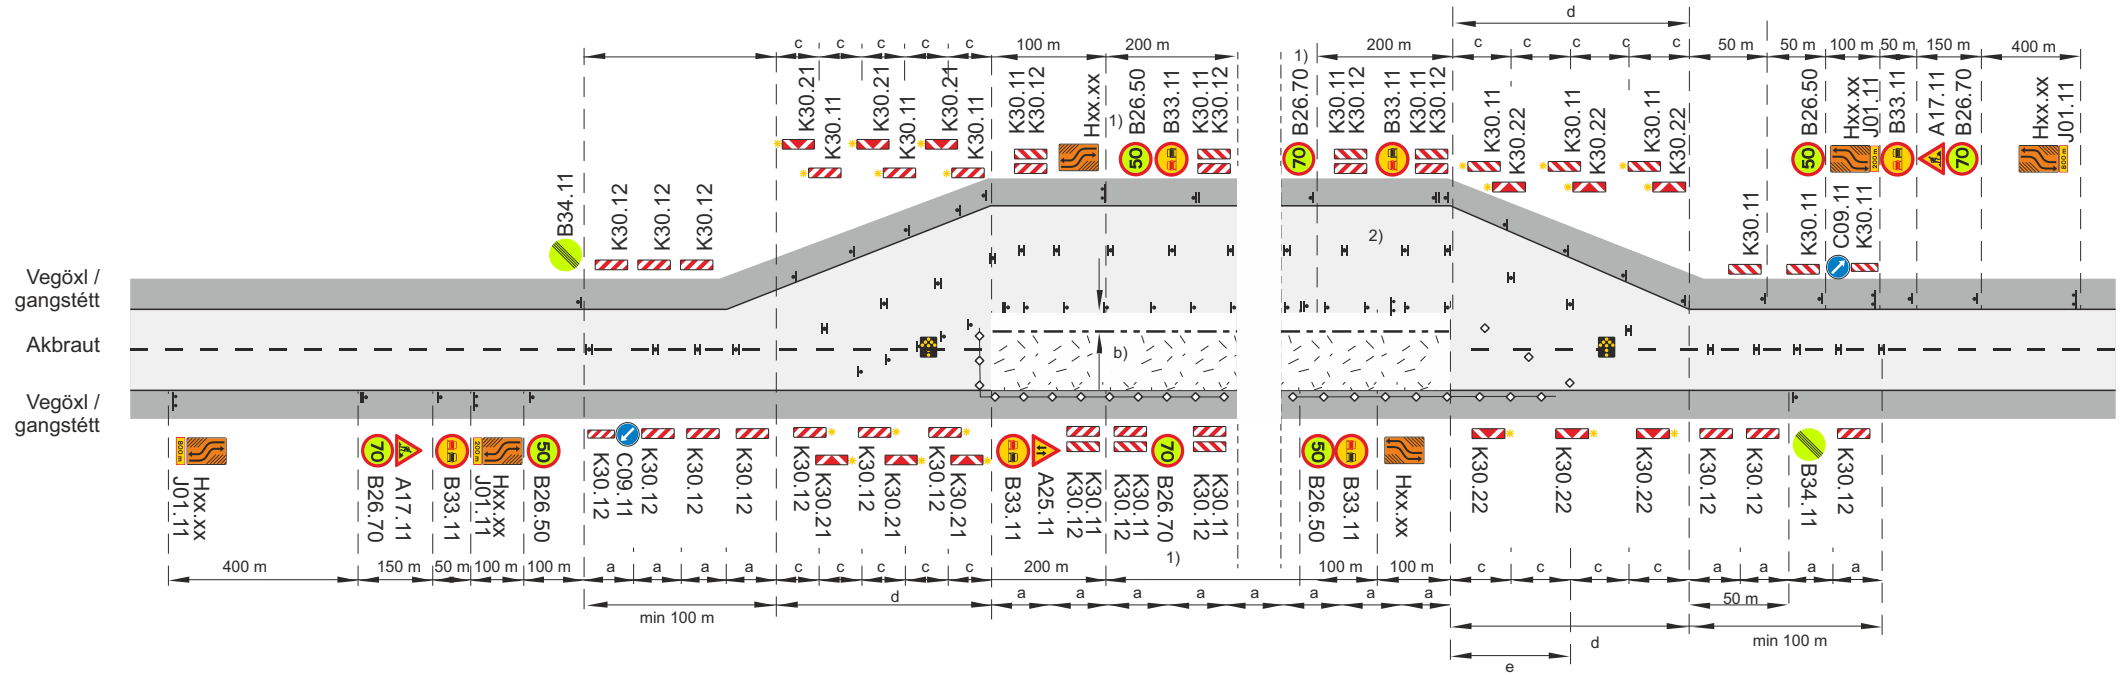 d
c c c c c 100 m 200 m 1) 200 m c c c c 50 m 50 m 100 m 50 m 150 m 400 m
K30.21
K30.11
K30.21
K30.11
K30.21
K30.11
K30.11
K30.12
Hxx.xx
1)
B26.50
B33.11
K30.11
K30.12
B26.70
K30.11
K30.12
B33.11
K30.11
K30.12
K30.11
K30.22
K30.11
K30.22
K30.11
K30.22
B26.50
Hxx.xx
J01.11
B33.11
A17.11
B26.70
Hxx.xx
J01.11
50
70
50
200 m
70
800 m
B34.11
K30.12
K30.12
K30.12
2)
K30.11
K30.11
C09.11
K30.11
Vegöxl /
gangstétt
Akbraut
b)
Vegöxl /
gangstétt
800 m
70
200 m
50
70
50
J01.11
Hxx.xx
B26.70
A17.11
B33.11
J01.11
Hxx.xx
B26.50
K30.12
C09.11
K30.12
K30.12
K30.12
K30.12
K30.21
K30.12
K30.21
K30.12
K30.21
B33.11
A25.11
K30.12
K30.11
K30.12
K30.11
B26.70
K30.12
K30.11
B26.50
B33.11
Hxx.xx
K30.22
K30.22
K30.22
K30.12
K30.12
B34.11
K30.12
1)
400 m 150 m 50 m 100 m 100 m a a a a c c c c c 200 m 100 m 100 m c c c c a a a a
min 100 m d a a a a a a a a 50 m
d min 100 m
e